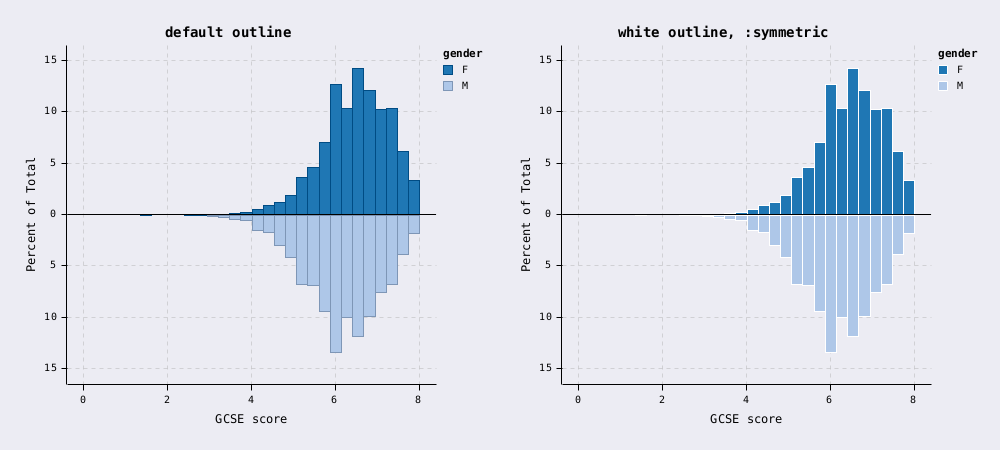 default outline
gender
F
M
15
10
5
0
5
10
15
Percent of Total
0 2 4 6 8
GCSE score
white outline, :symmetric
gender
F
M
15
10
5
0
5
10
15
Percent of Total
0 2 4 6 8
GCSE score